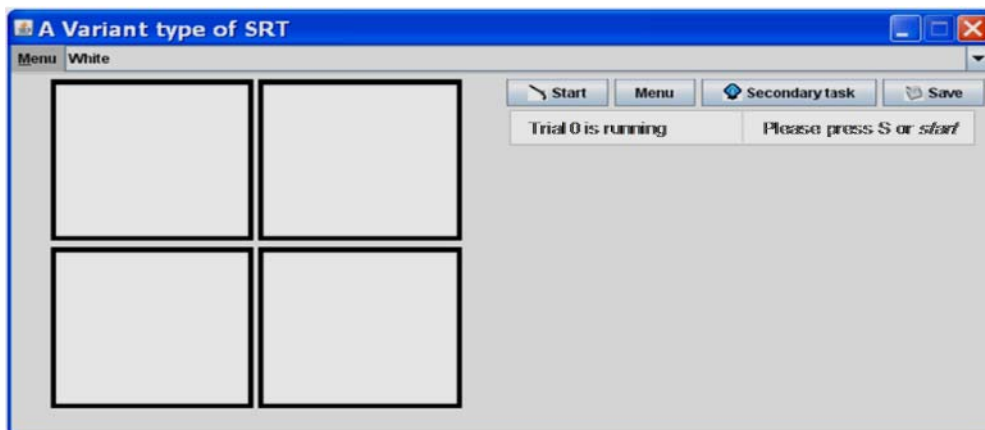 A Variant type of SRT
Menu White
Start Menu Secondary task Save
Trial 0 is running Please press S or start